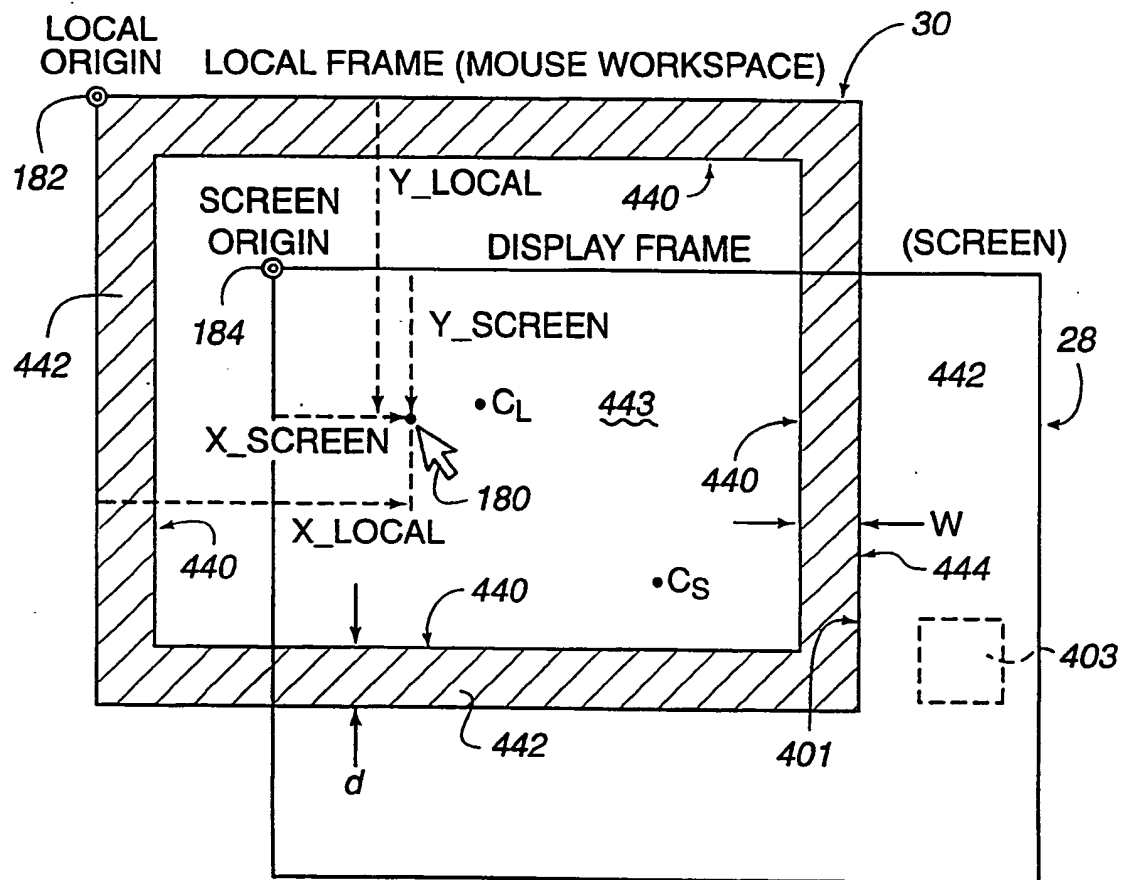 LOCAL
ORIGIN
LOCAL FRAME (MOUSE WORKSPACE)
30
182
Y_LOCAL
440
SCREEN
ORIGIN
DISPLAY FRAME
(SCREEN)
184
442
Y_SCREEN
28
442
C_L
443
X_SCREEN
440
180
X_LOCAL
W
440
444
C_S
440
403
442
401
d